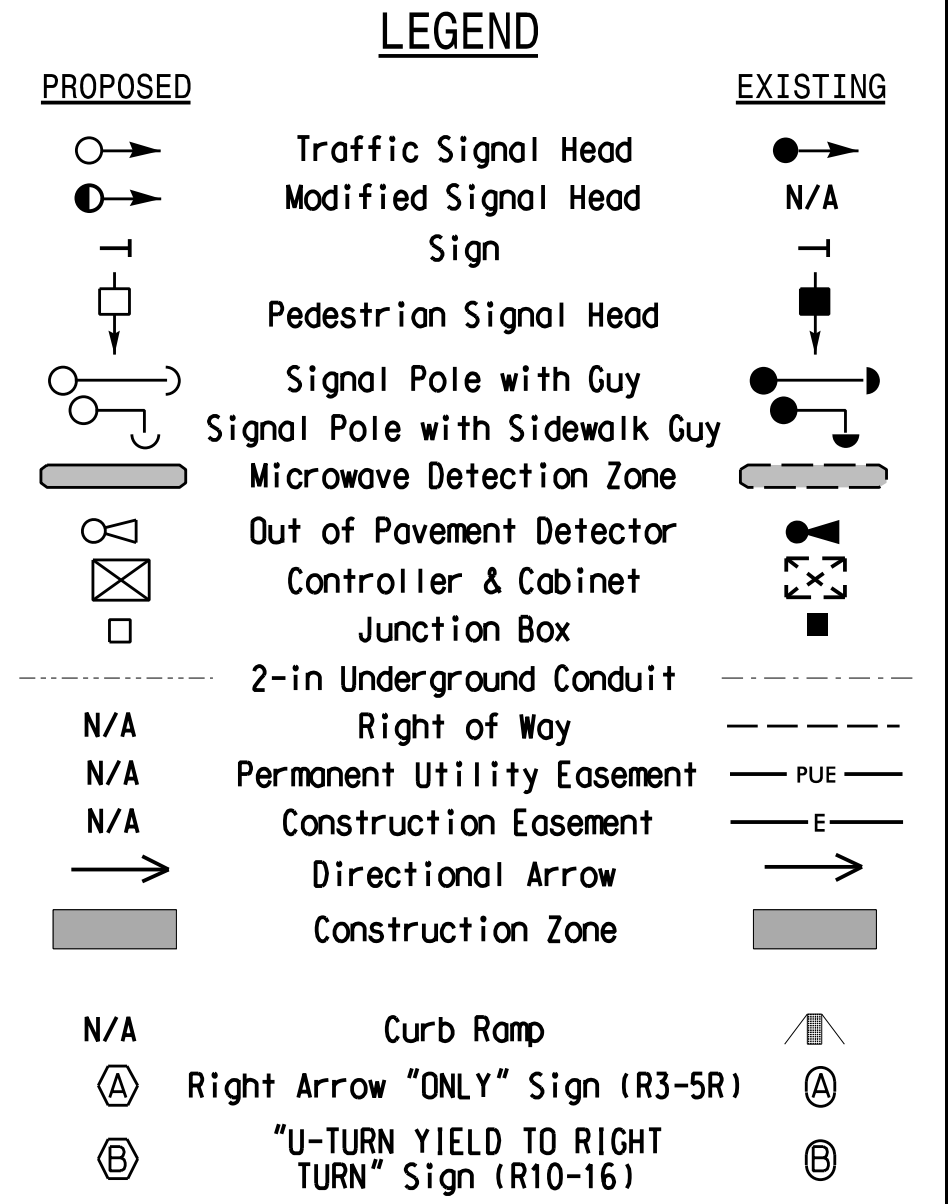 LEGEND
PROPOSED EXISTING
Traffic Signal Head
Modified Signal Head N/A
Sign
Pedestrian Signal Head
Signal Pole with Guy
Signal Pole with Sidewalk Guy
Microwave Detection Zone
Out of Pavement Detector
Controller & Cabinet
Junction Box
2-in Underground Conduit
N/A Right of Way
N/A Permanent Utility Easement PUE
N/A Construction Easement E
Directional Arrow
Construction Zone
N/A Curb Ramp
A Right Arrow "ONLY" Sign (R3-5R) A
"U-TURN YIELD TO RIGHT
B TURN" Sign (R10-16) B